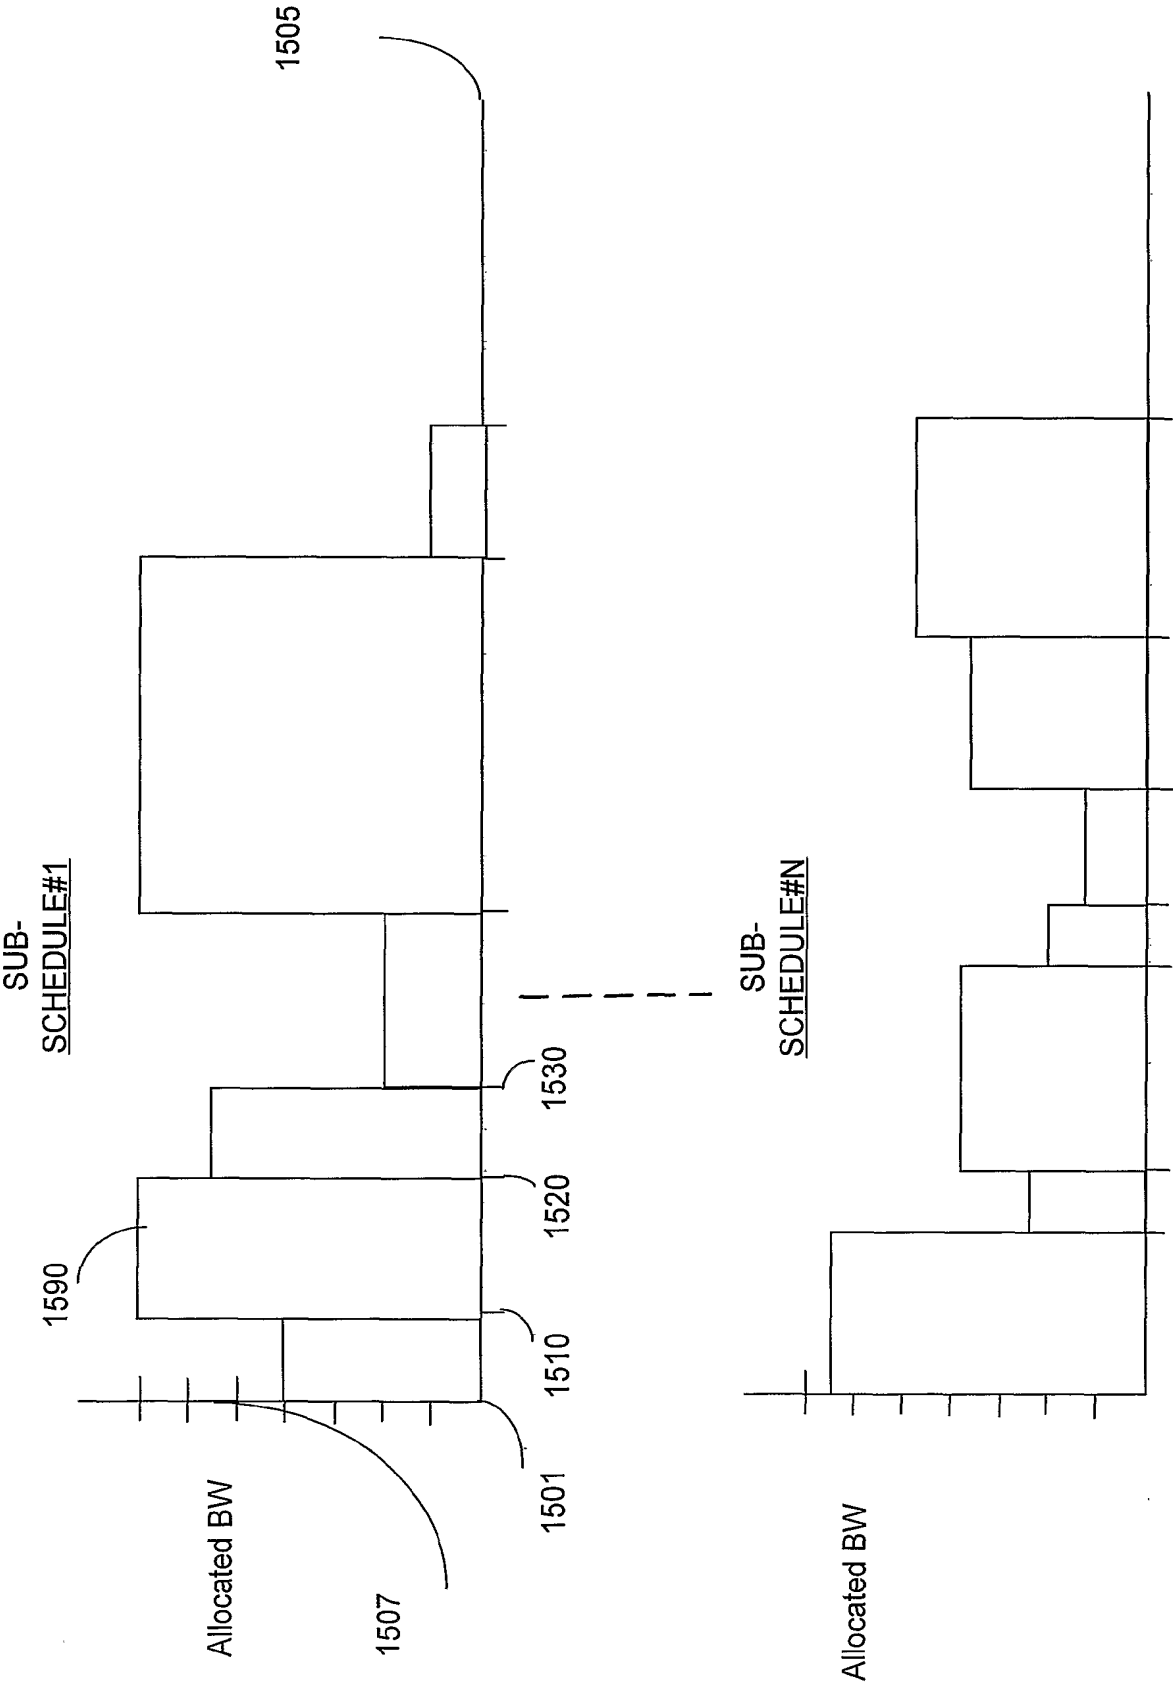 SUB-
SCHEDULE#1
1590
Allocated BW
1507
1501
1510
1520
1530
1505
SUB-
SCHEDULE#N
Allocated BW